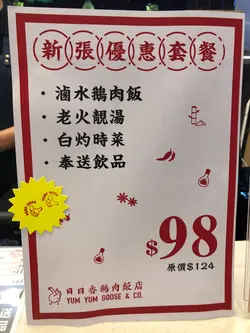 新張優惠套餐
· 滷水鵝肉飯
· 老火靚湯
· 白灼時菜
· 奉送飲品
$98
原價$124
日日香鵝肉飯店
YUM YUM GOOSE & CO.